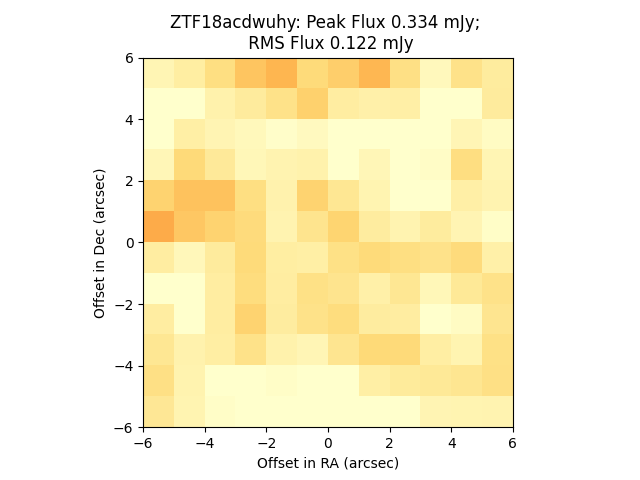 ZTF18acdwuhy: Peak Flux 0.334 mJy;
RMS Flux 0.122 mJy
6
4
2
0
−2
−4
−6
Offset in Dec (arcsec)
−6 −4 −2 0 2 4 6
Offset in RA (arcsec)